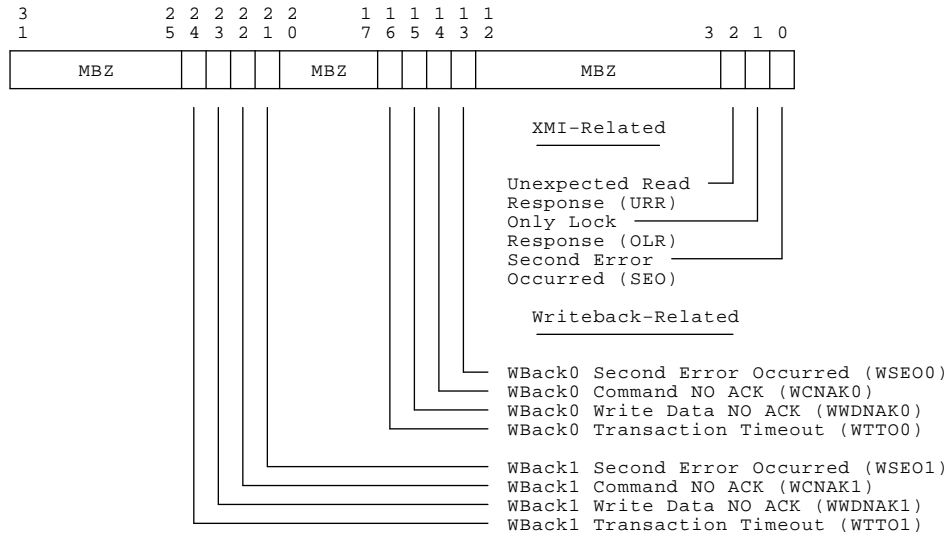 3 2 2 2 2 2 2 1 1 1 1 1 1
1 5 4 3 2 1 0 7 6 5 4 3 2 3 2 1 0
MBZ MBZ MBZ
XMI-Related
Unexpected Read
Response (URR)
Only Lock
Response (OLR)
Second Error
Occurred (SEO)
Writeback-Related
WBack0 Second Error Occurred (WSEO0)
WBack0 Command NO ACK (WCNAK0)
WBack0 Write Data NO ACK (WWDNAK0)
WBack0 Transaction Timeout (WTTO0)
WBack1 Second Error Occurred (WSEO1)
WBack1 Command NO ACK (WCNAK1)
WBack1 Write Data NO ACK (WWDNAK1)
WBack1 Transaction Timeout (WTTO1)